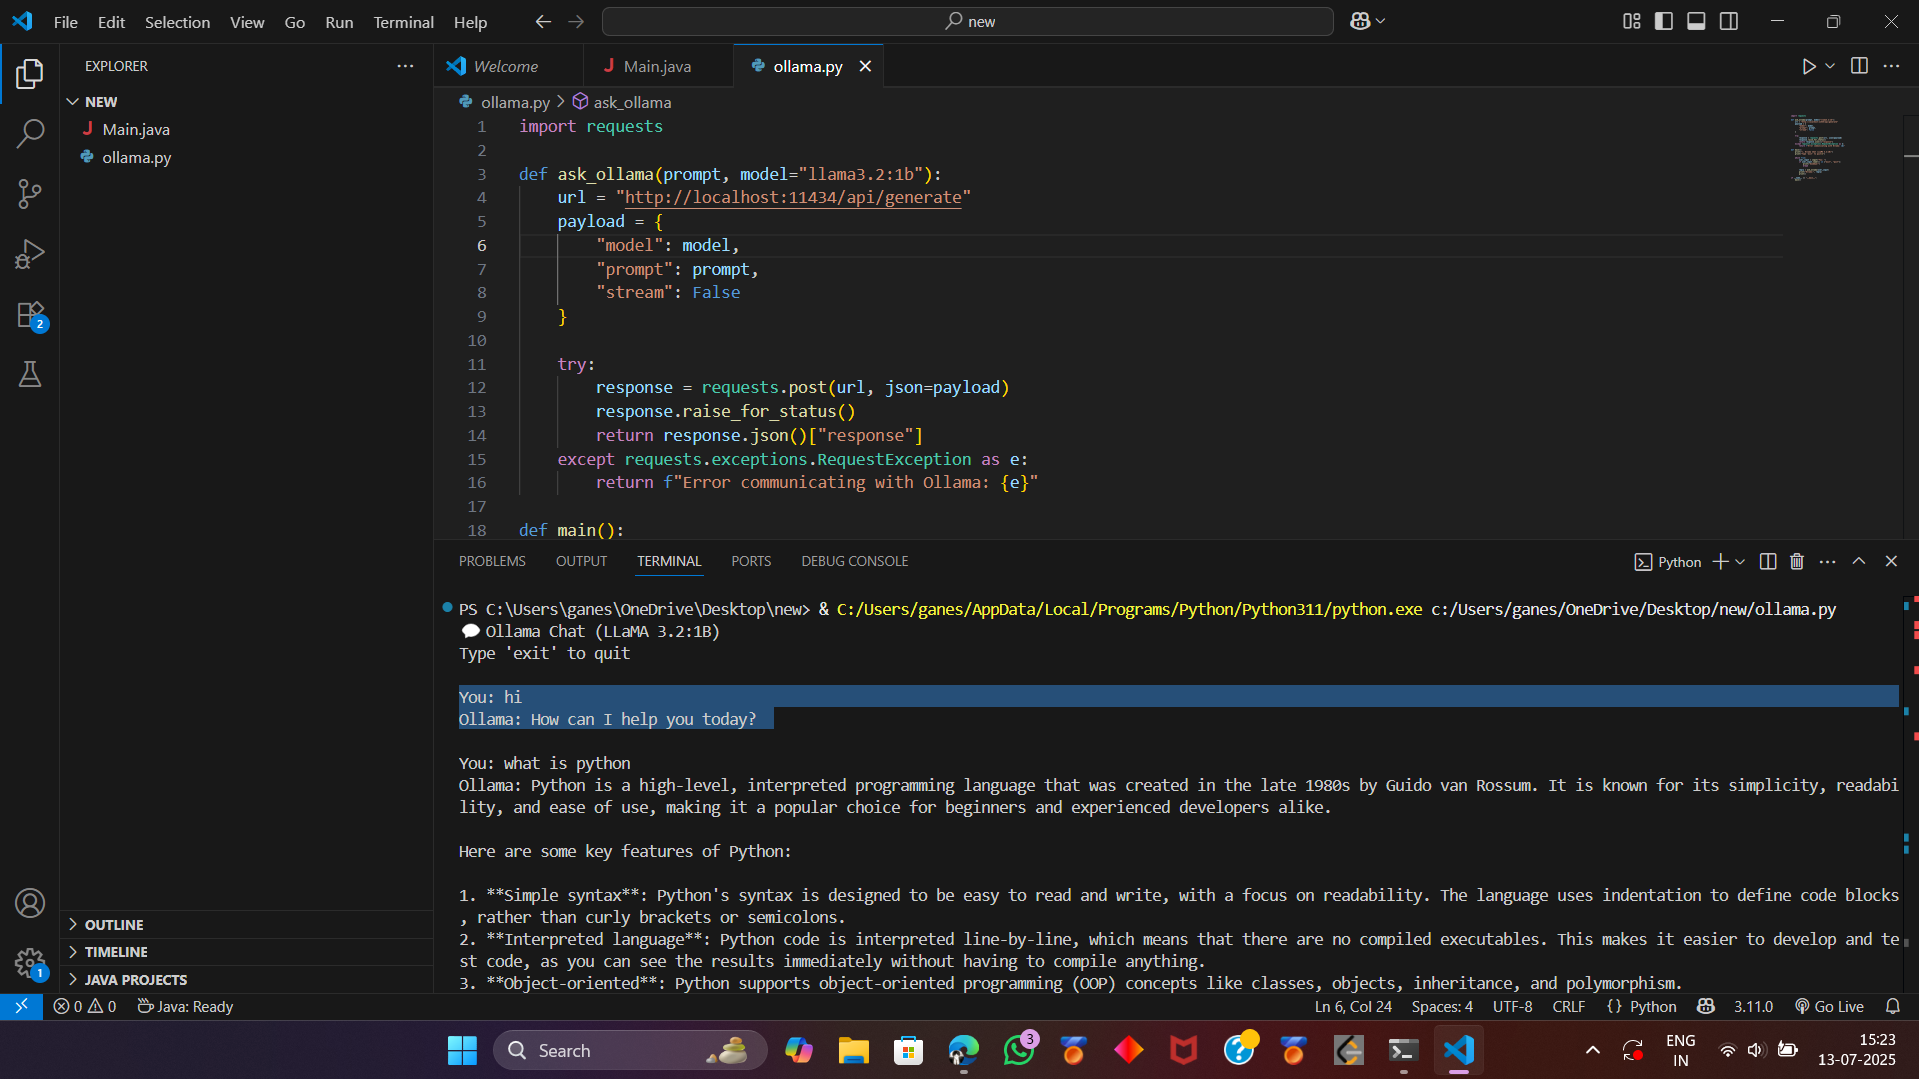 File Edit Selection View Go Run Terminal Help
new
EXPLORER
NEW
Main.java
ollama.py
Welcome
Main.java
ollama.py
ollama.py > ask_ollama
1 import requests
2
3 def ask_ollama(prompt, model="llama3.2:1b"):
4 url = "http://localhost:11434/api/generate"
5 payload = {
6 "model": model,
7 "prompt": prompt,
8 "stream": False
9 }
10
11 try:
12 response = requests.post(url, json=payload)
13 response.raise_for_status()
14 return response.json()["response"]
15 except requests.exceptions.RequestException as e:
16 return f"Error communicating with Ollama: {e}"
17
18 def main():
PROBLEMS OUTPUT TERMINAL PORTS DEBUG CONSOLE
Python
PS C:\Users\ganes\OneDrive\Desktop\new> & C:/Users/ganes/AppData/Local/Programs/Python/Python311/python.exe c:/Users/ganes/OneDrive/Desktop/new/ollama.py
💬 Ollama Chat (LLaMA 3.2:1B)
Type 'exit' to quit
You: hi
Ollama: How can I help you today?
You: what is python
Ollama: Python is a high-level, interpreted programming language that was created in the late 1980s by Guido van Rossum. It is known for its simplicity, readabi
lity, and ease of use, making it a popular choice for beginners and experienced developers alike.
Here are some key features of Python:
1. **Simple syntax**: Python's syntax is designed to be easy to read and write, with a focus on readability. The language uses indentation to define code blocks
, rather than curly brackets or semicolons.
2. **Interpreted language**: Python code is interpreted line-by-line, which means that there are no compiled executables. This makes it easier to develop and te
st code, as you can see the results immediately without having to compile anything.
3. **Object-oriented**: Python supports object-oriented programming (OOP) concepts like classes, objects, inheritance, and polymorphism.
2
1
OUTLINE
TIMELINE
JAVA PROJECTS
0 0 Java: Ready
Ln 6, Col 24 Spaces: 4 UTF-8 CRLF {} Python 3.11.0 Go Live
Search
3
ENG
IN
15:23
13-07-2025